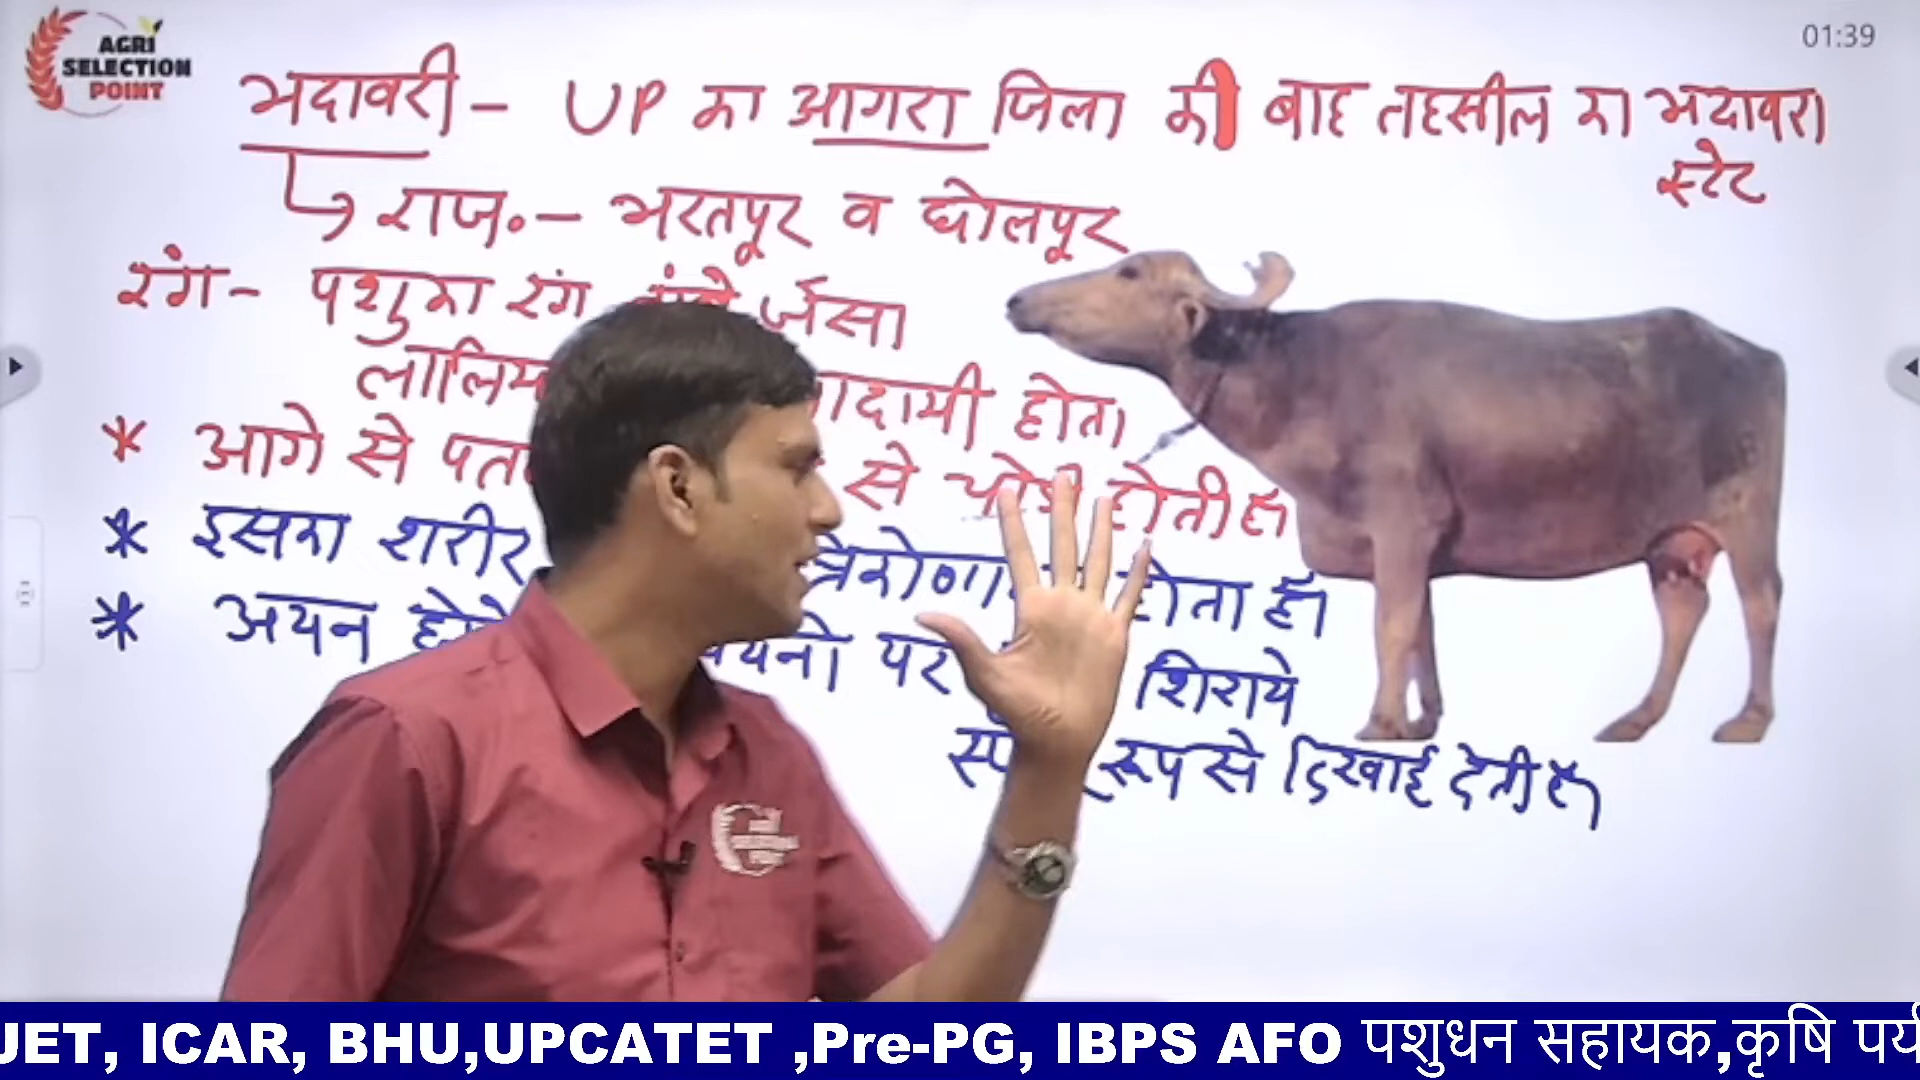 AGRI
SELECTION
POINT
01:39
भदावरी - UP का आगरा जिला की बाह तहसील का भदावरा
स्टेट
राज. - भरतपूर व धोलपूर
रंग - पशु का रंग तांबे जैसा
होता
* आगे से से चोडी होती है
* इसका शरीर त्रिकोणा होता है।
* अयन पर शिराये
रूप से दिखाई देती है
JET, ICAR, BHU,UPCATET ,Pre-PG, IBPS AFO पशुधन सहायक,कृषि